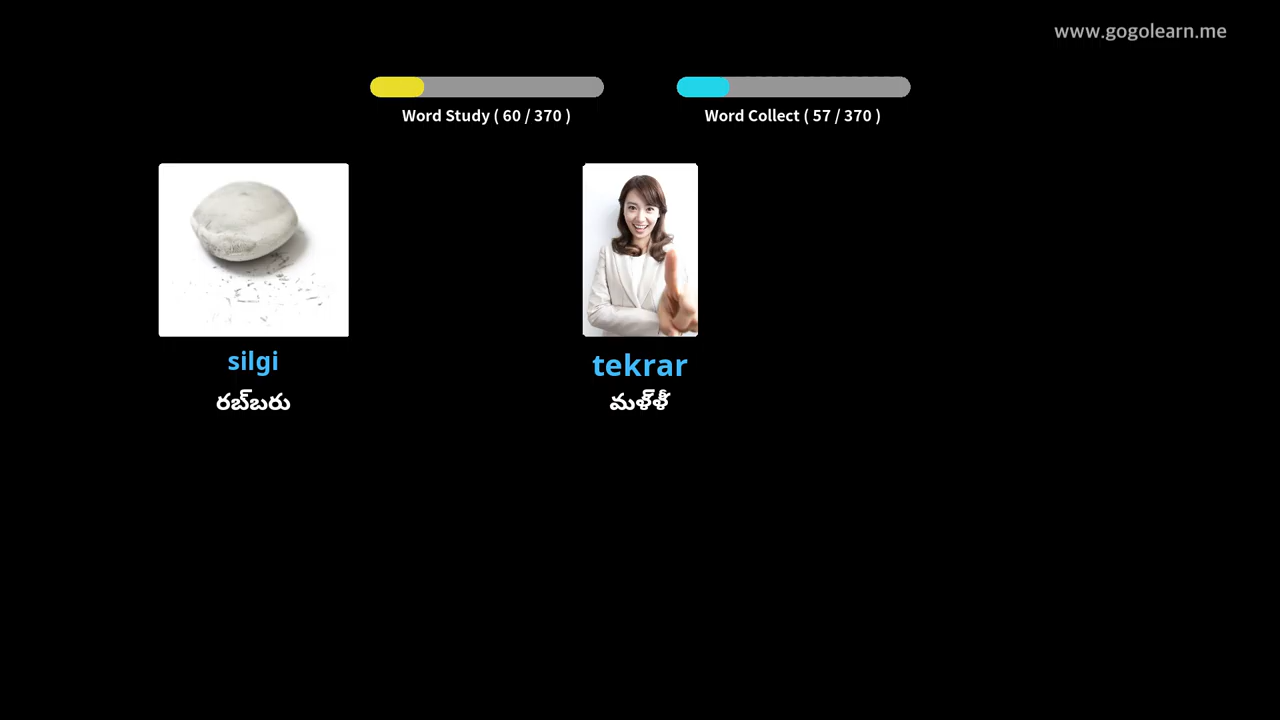 www.gogolearn.me
Word Study ( 60 / 370 )
Word Collect ( 57 / 370 )
silgi
రబ్బరు
tekrar
మళ్ళీ